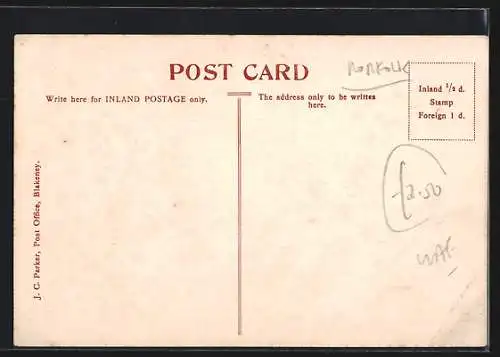 POST CARD
NORFOLK
Write here for INLAND POSTAGE only.
The address only to be written
here.
Inland ½ d.
Stamp
Foreign 1 d.
J. C. Parker, Post Office, Blakeney.
£2.50